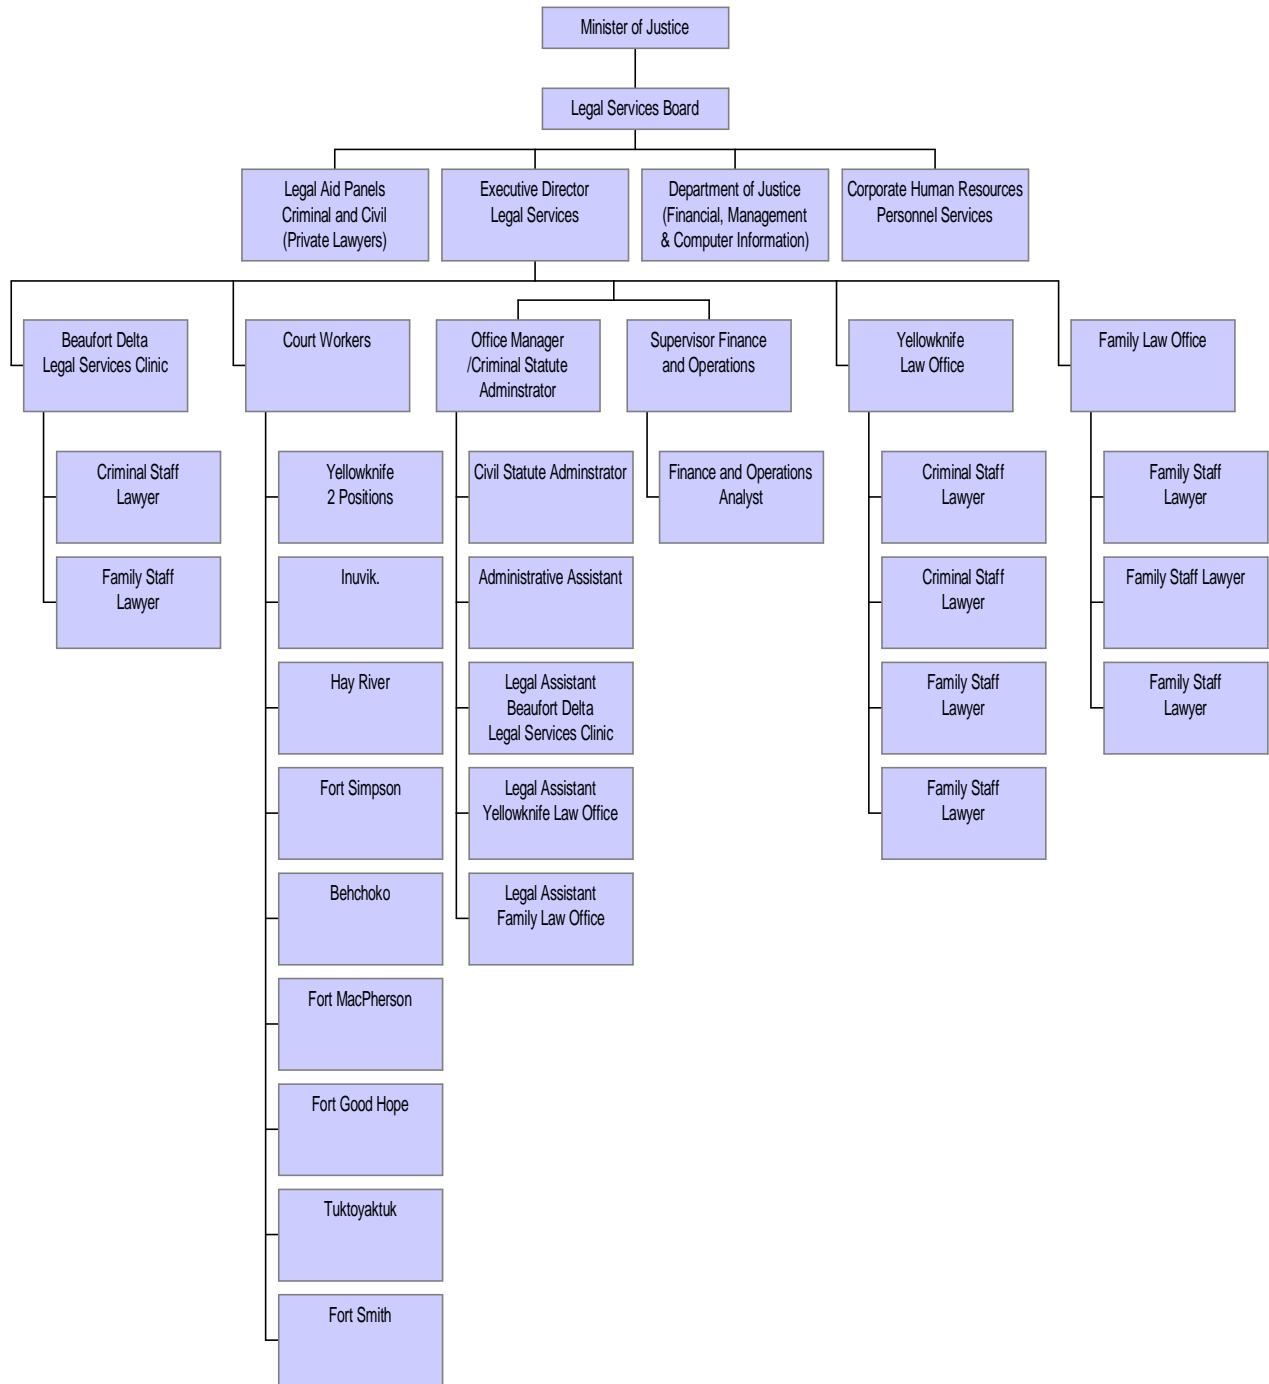 Minister of Justice
Legal Services Board
Legal Aid Panels
Criminal and Civil
(Private Lawyers)
Executive Director
Legal Services
Department of Justice
(Financial, Management
& Computer Information)
Corporate Human Resources
Personnel Services
Beaufort Delta
Legal Services Clinic
Court Workers
Office Manager
/Criminal Statute
Adminstrator
Supervisor Finance
and Operations
Yellowknife
Law Office
Family Law Office
Criminal Staff
Lawyer
Family Staff
Lawyer
Yellowknife
2 Positions
Inuvik.
Hay River
Fort Simpson
Behchoko
Fort MacPherson
Fort Good Hope
Tuktoyaktuk
Fort Smith
Civil Statute Adminstrator
Administrative Assistant
Legal Assistant
Beaufort Delta
Legal Services Clinic
Legal Assistant
Yellowknife Law Office
Legal Assistant
Family Law Office
Finance and Operations
Analyst
Criminal Staff
Lawyer
Criminal Staff
Lawyer
Family Staff
Lawyer
Family Staff
Lawyer
Family Staff
Lawyer
Family Staff Lawyer
Family Staff
Lawyer